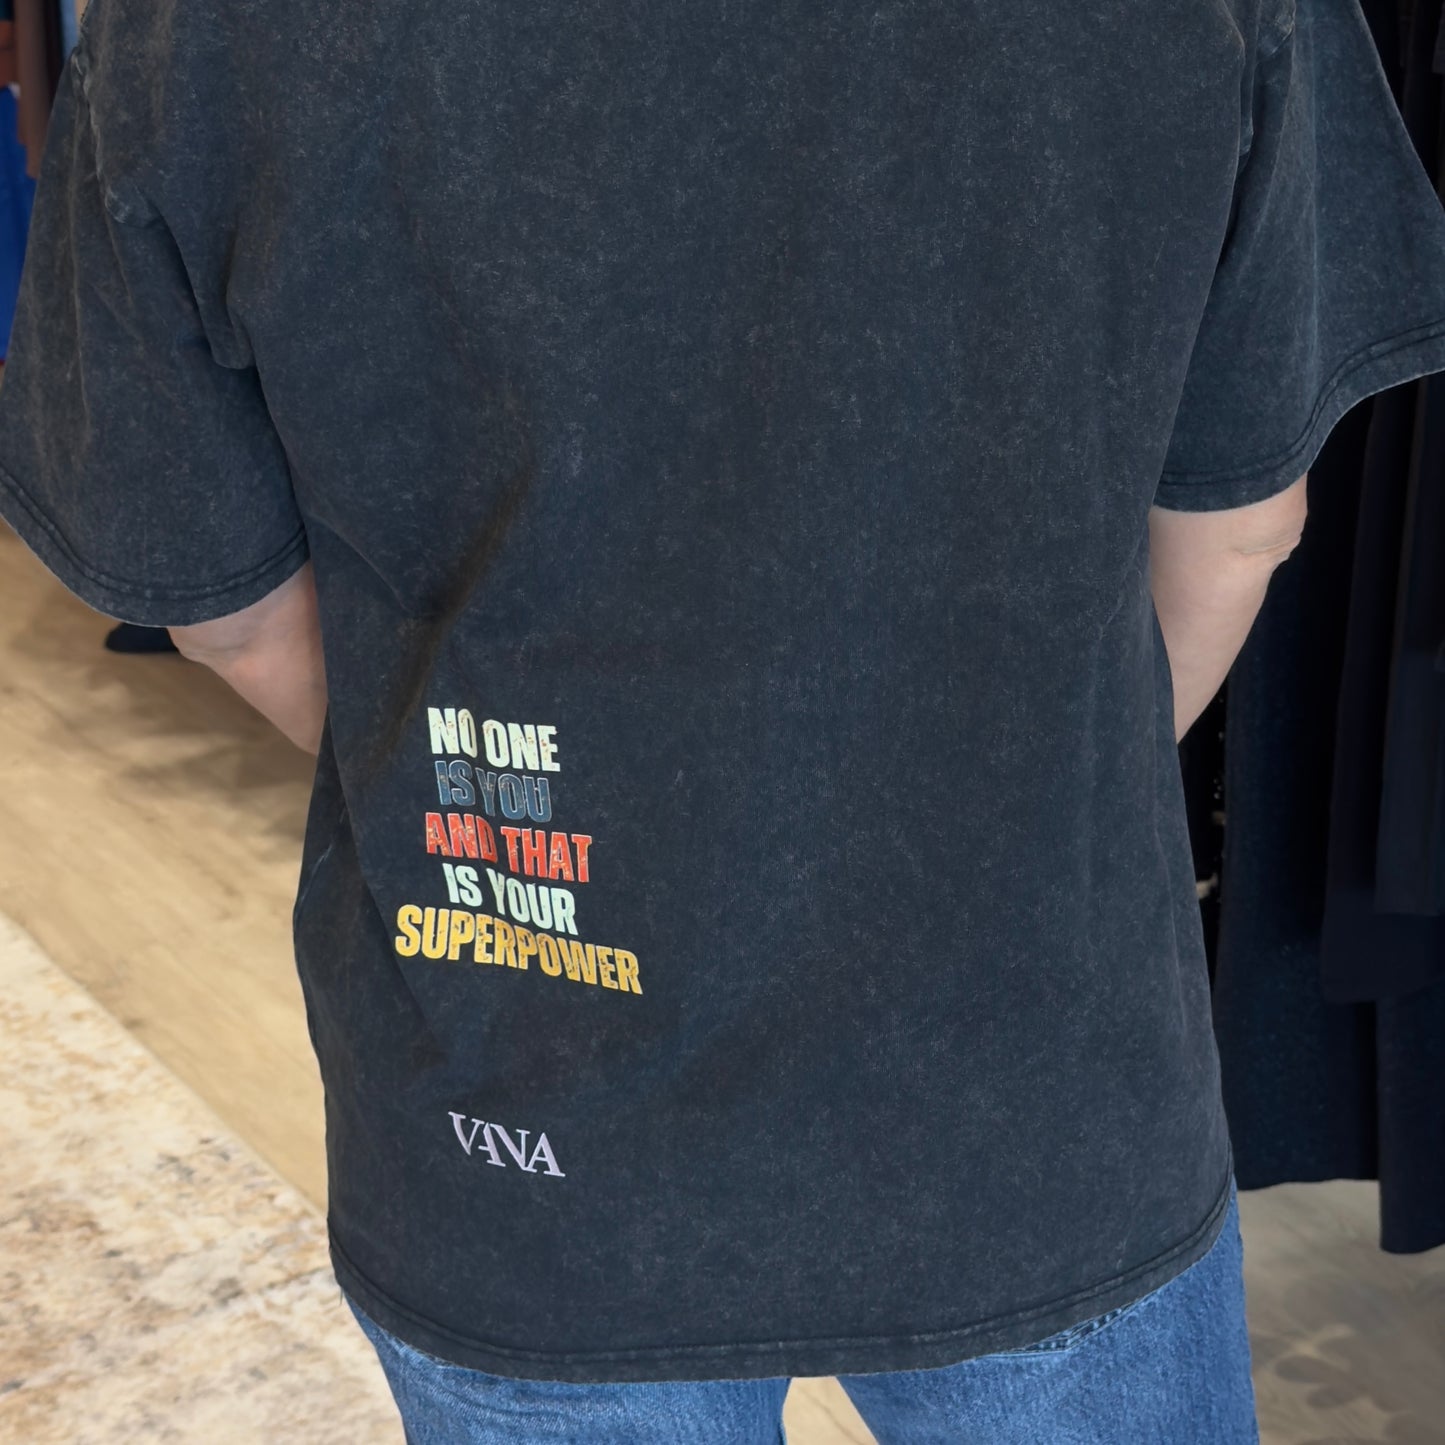 NO ONE
IS YOU
AND THAT
IS YOUR
SUPERPOWER
VANA